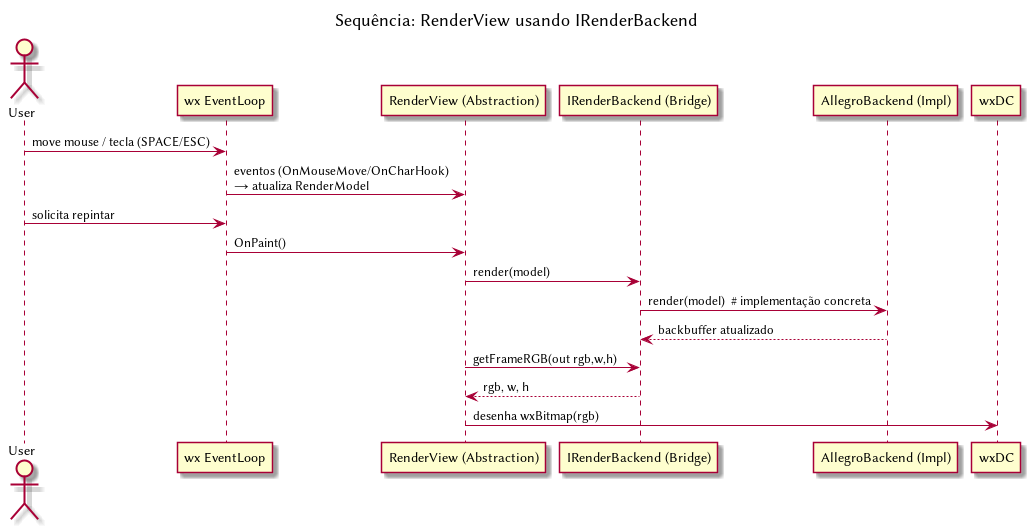 Sequência: RenderView usando IRenderBackend
User
wx EventLoop
RenderView (Abstraction)
IRenderBackend (Bridge)
AllegroBackend (Impl)
wxDC
move mouse / tecla (SPACE/ESC)
eventos (OnMouseMove/OnCharHook)
→ atualiza RenderModel
solicita repintar
OnPaint()
render(model)
render(model)  # implementação concreta
backbuffer atualizado
getFrameRGB(out rgb,w,h)
rgb, w, h
desenha wxBitmap(rgb)
User
wx EventLoop
RenderView (Abstraction)
IRenderBackend (Bridge)
AllegroBackend (Impl)
wxDC